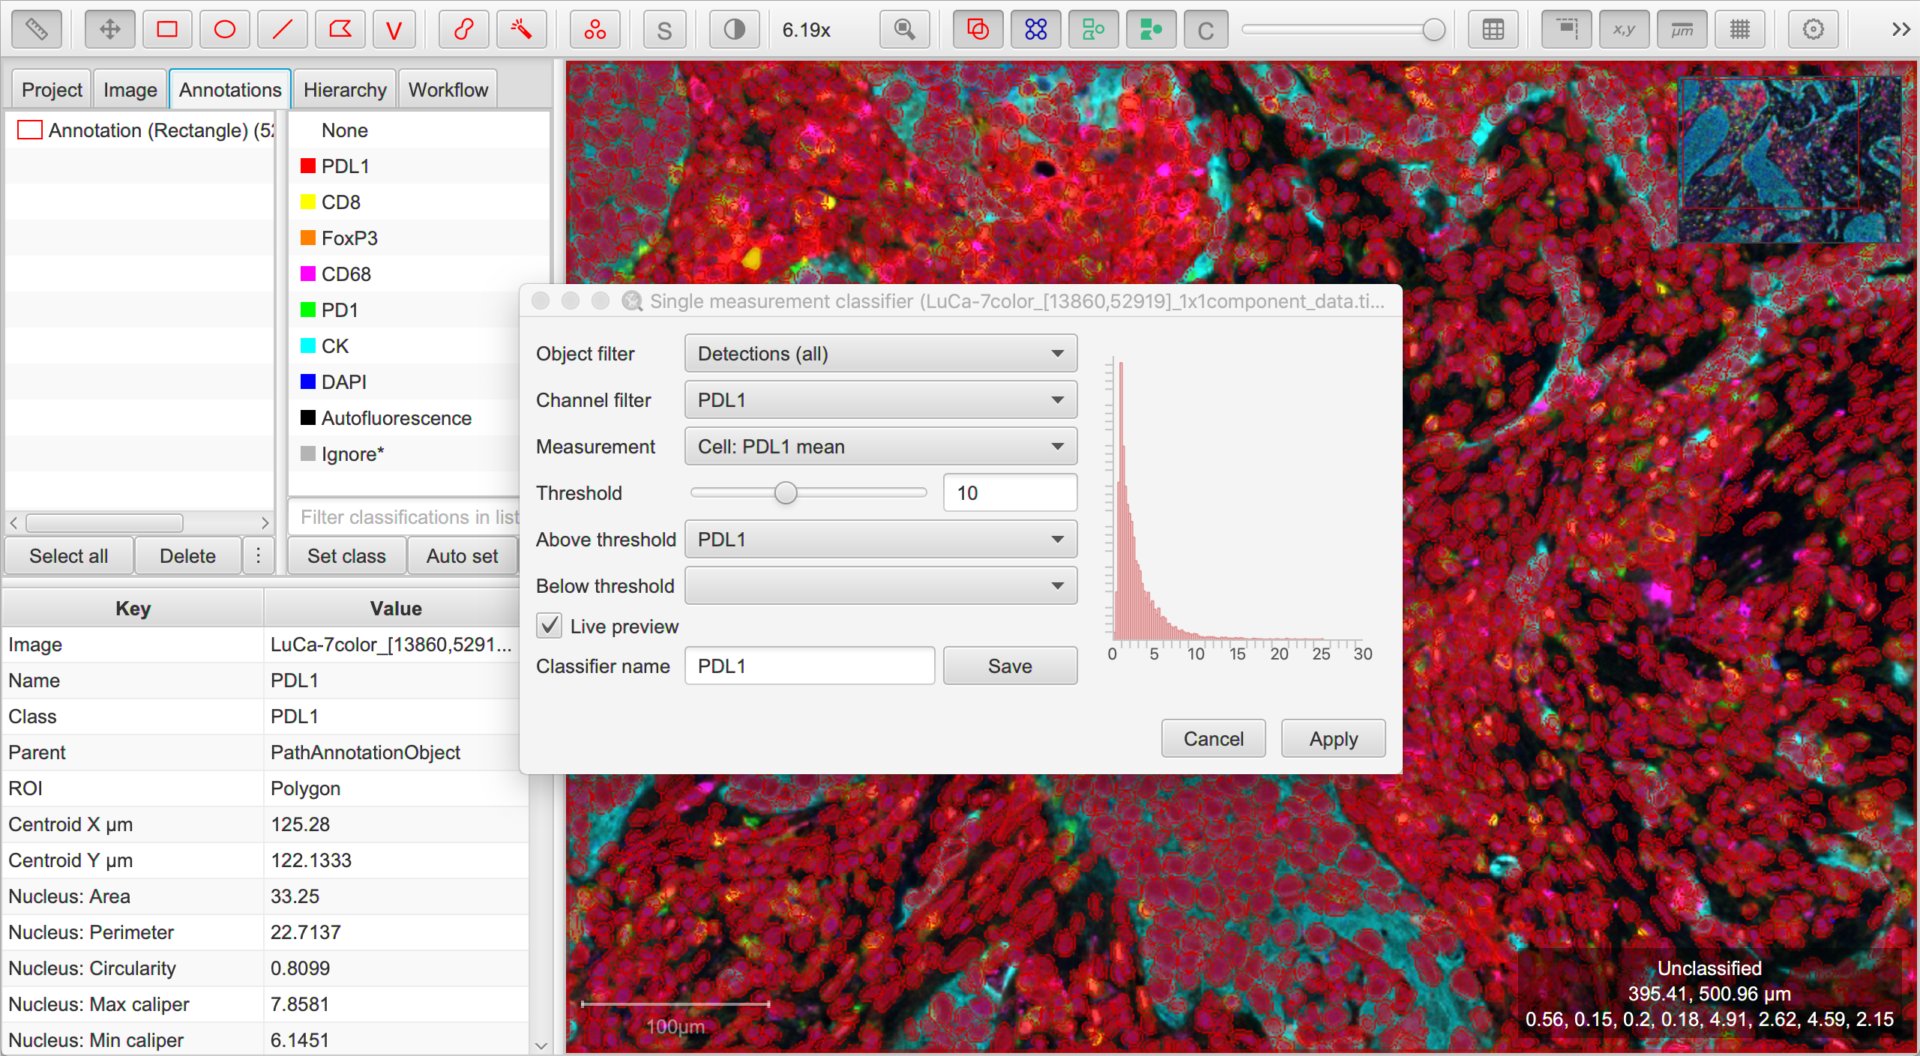 V
S
6.19x
C
x,y
µm
Project
Image
Annotations
Hierarchy
Workflow
Annotation (Rectangle) (52
None
PDL1
CD8
FoxP3
CD68
PD1
CK
DAPI
Autofluorescence
Ignore*
Filter classifications in list
Select all
Delete
Set class
Auto set
Key
Value
Image
LuCa-7color_[13860,5291...
Name
PDL1
Class
PDL1
Parent
PathAnnotationObject
ROI
Polygon
Centroid X µm
125.28
Centroid Y µm
122.1333
Nucleus: Area
33.25
Nucleus: Perimeter
22.7137
Nucleus: Circularity
0.8099
Nucleus: Max caliper
7.8581
Nucleus: Min caliper
6.1451
Single measurement classifier (LuCa-7color_[13860,52919]_1x1component_data.ti...
Object filter
Detections (all)
Channel filter
PDL1
Measurement
Cell: PDL1 mean
Threshold
10
Above threshold
PDL1
Below threshold
Live preview
Classifier name
PDL1
Save
0 5 10 15 20 25 30
Cancel
Apply
100µm
Unclassified
395.41, 500.96 µm
0.56, 0.15, 0.2, 0.18, 4.91, 2.62, 4.59, 2.15